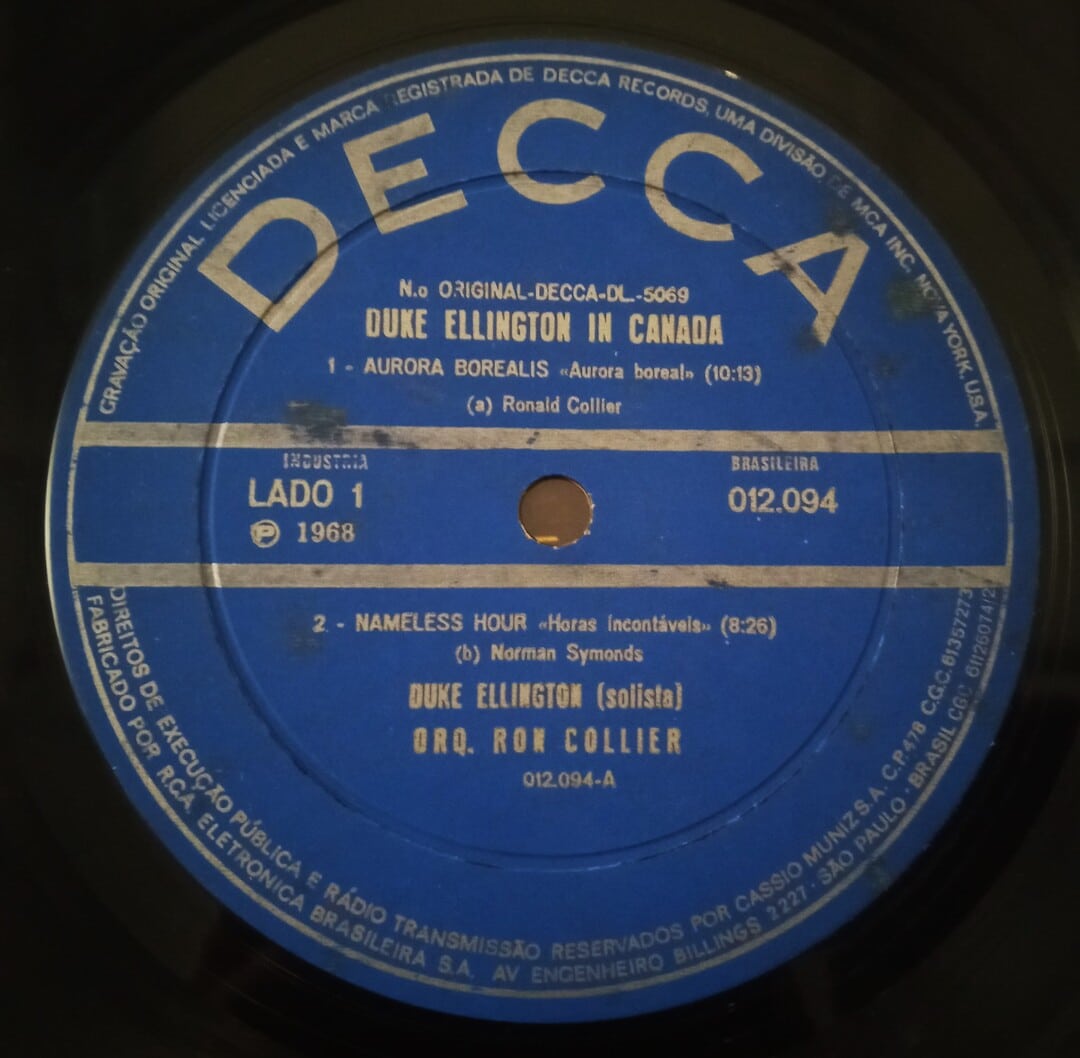 GRAVAÇÃO ORIGINAL LICENCIADA E MARCA REGISTRADA DE DECCA RECORDS, UMA DIVISÃO DE MCA INC. NOVA YORK. U.S.A.
DECCA
N.o ORIGINAL-DECCA-DL.-5069
DUKE ELLINGTON IN CANADA
1 - AURORA BOREALIS «Aurora boreal» (10:13)
(a) Ronald Collier
INDUSTRIA BRASILEIRA
LADO 1 012.094
Ⓟ 1968
2. - NAMELESS HOUR «Horas incontáveis» (8:26)
(b) Norman Symonds
DUKE ELLINGTON (solista)
ORQ. RON COLLIER
012.094-A
DIREITOS DE EXECUÇÃO PÚBLICA E RÁDIO TRANSMISSÃO RESERVADOS POR CASSIO MUNIZ S.A. C.P. 478 C.G.C. 61357273
FABRICADO POR RCA ELETRONICA BRASILEIRA S.A. AV ENGENHEIRO BILLINGS 2227 · SÃO PAULO · BRASIL CGC 61126074/2